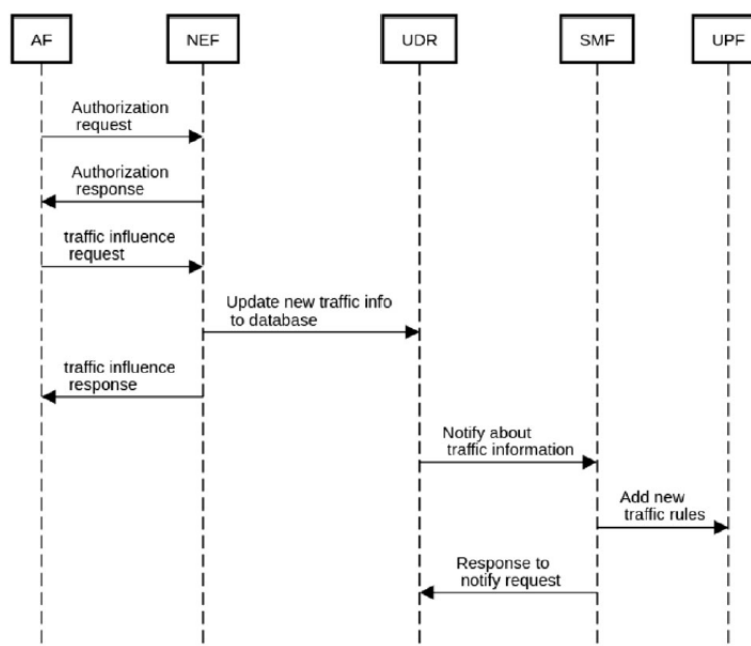 AF
NEF
UDR
SMF
UPF
Authorization
request
Authorization
response
traffic influence
request
Update new traffic info
to database
traffic influence
response
Notify about
traffic information
Add new
traffic rules
Response to
notify request